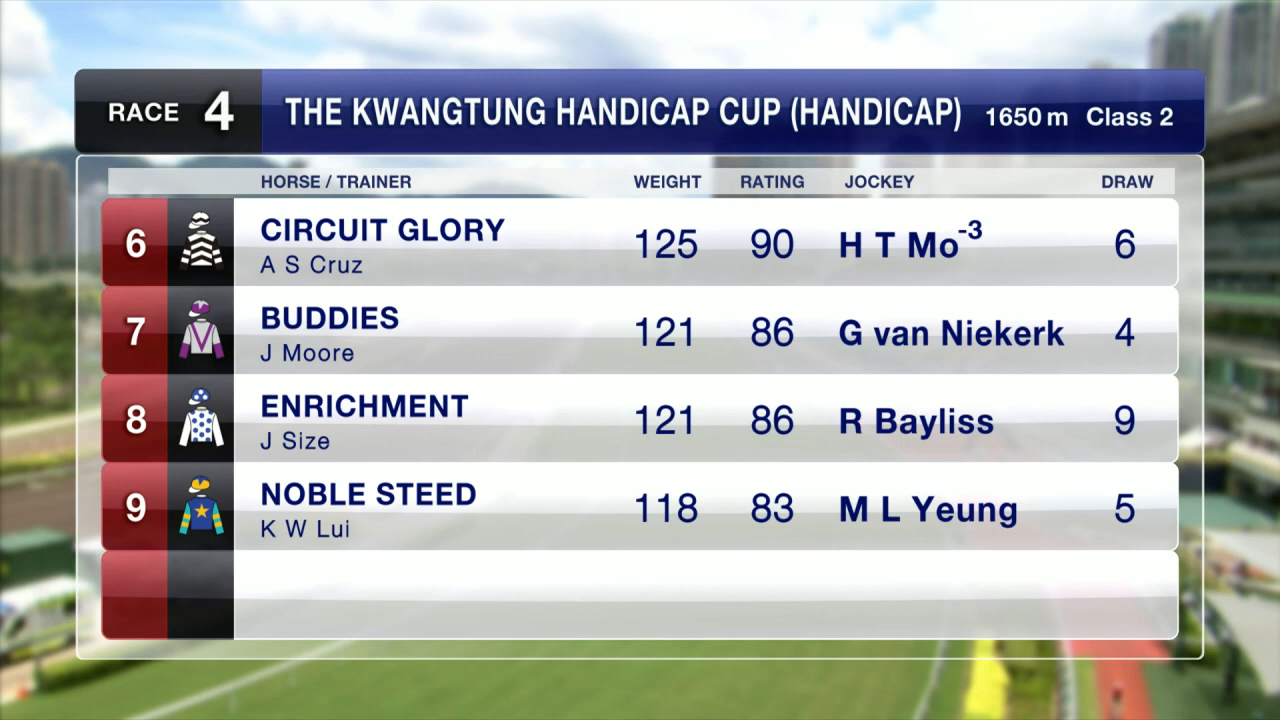 RACE 4 THE KWANGTUNG HANDICAP CUP (HANDICAP) 1650 m Class 2
HORSE / TRAINER WEIGHT RATING JOCKEY DRAW
6 CIRCUIT GLORY 125 90 H T Mo-3 6
A S Cruz
7 BUDDIES 121 86 G van Niekerk 4
J Moore
8 ENRICHMENT 121 86 R Bayliss 9
J Size
9 NOBLE STEED 118 83 M L Yeung 5
K W Lui